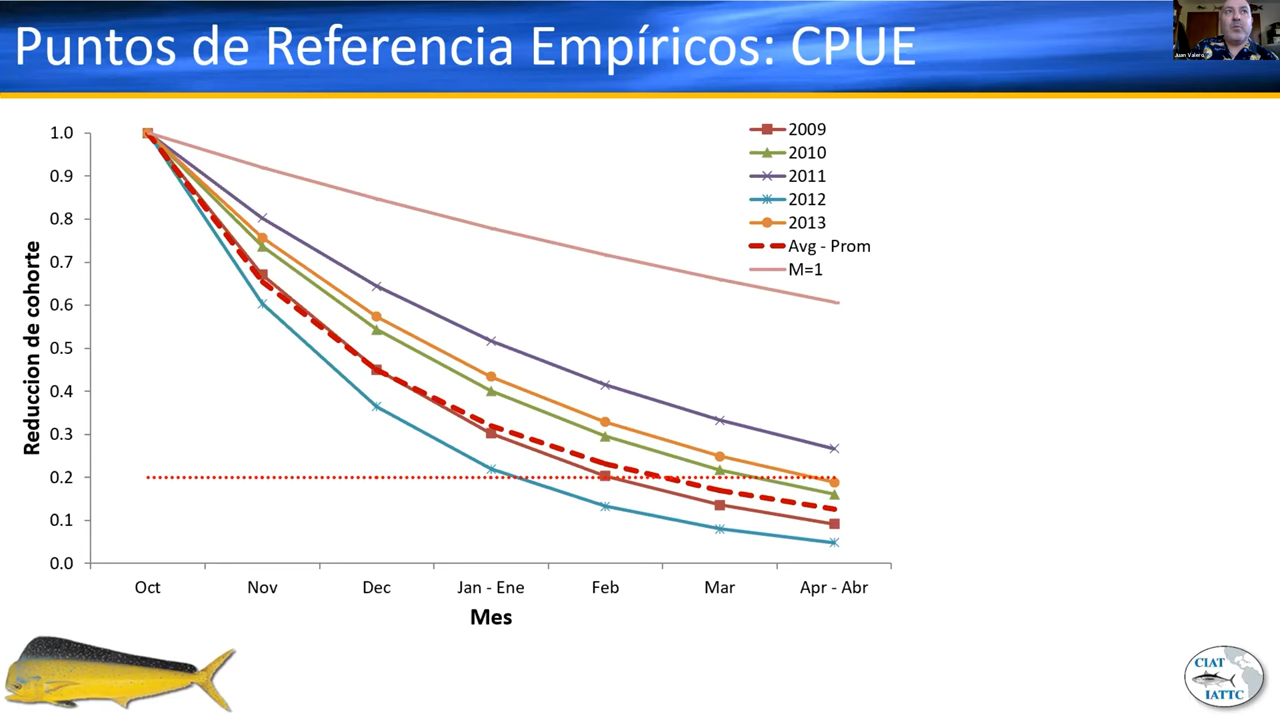 Puntos de Referencia Empíricos: CPUE
Juan Valero
1.0
0.9
0.8
0.7
0.6
0.5
0.4
0.3
0.2
0.1
0.0
Reduccion de cohorte
Oct
Nov
Dec
Jan - Ene
Feb
Mar
Apr - Abr
Mes
2009
2010
2011
2012
2013
Avg - Prom
M=1
CIAT
IATTC